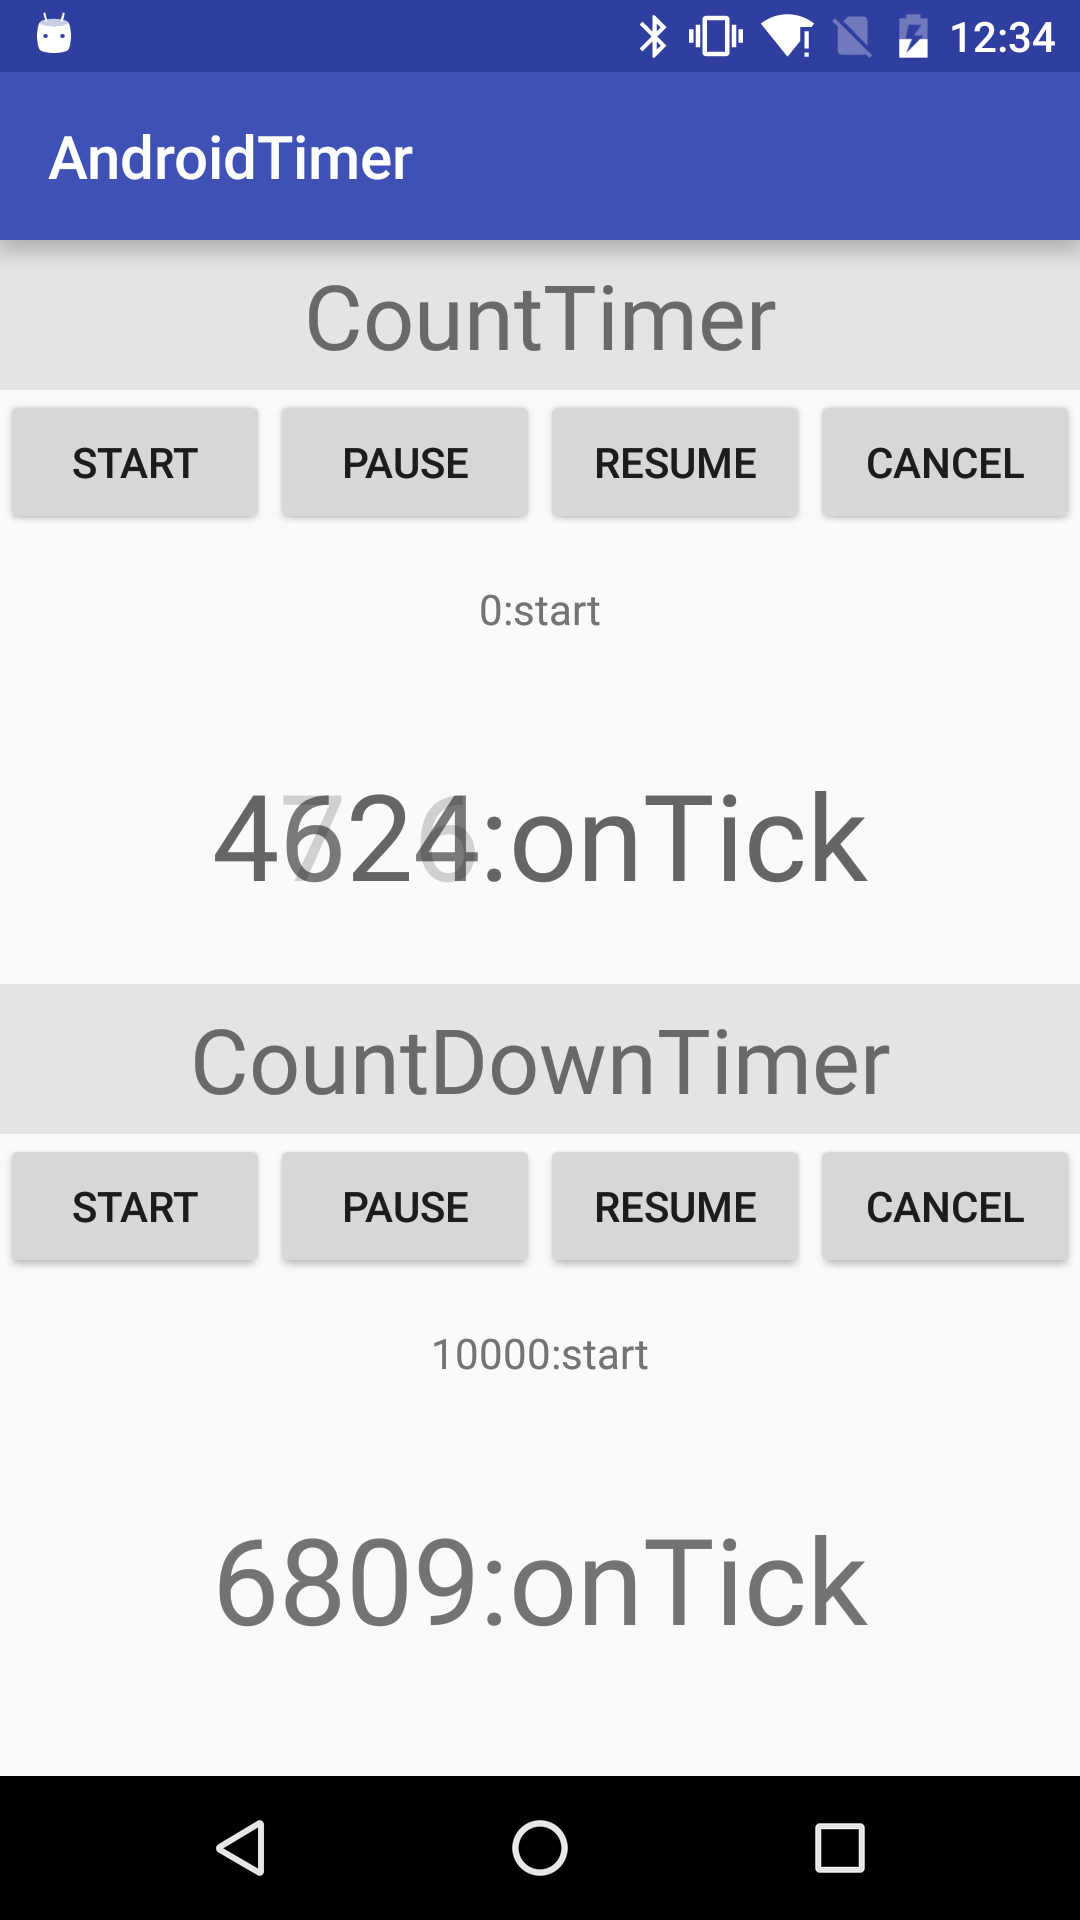 12:34
AndroidTimer
CountTimer
START PAUSE RESUME CANCEL
0:start
4624:onTick
CountDownTimer
START PAUSE RESUME CANCEL
10000:start
6809:onTick